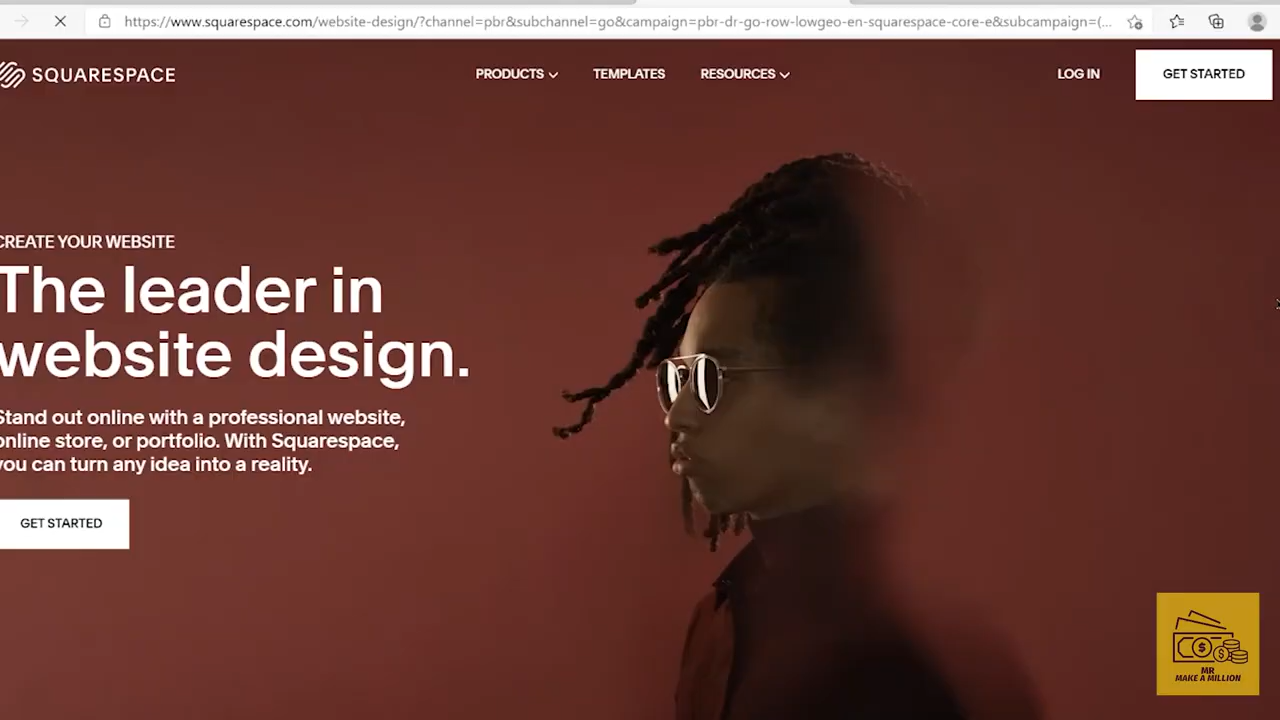 https://www.squarespace.com/website-design/?channel=pbr&subchannel=go&campaign=pbr-dr-go-row-lowgeo-en-squarespace-core-e&subcampaign=(...
SQUARESPACE
PRODUCTS
TEMPLATES
RESOURCES
LOG IN
GET STARTED
CREATE YOUR WEBSITE
The leader in
website design.
Stand out online with a professional website,
online store, or portfolio. With Squarespace,
you can turn any idea into a reality.
GET STARTED
MR
MAKE A MILLION